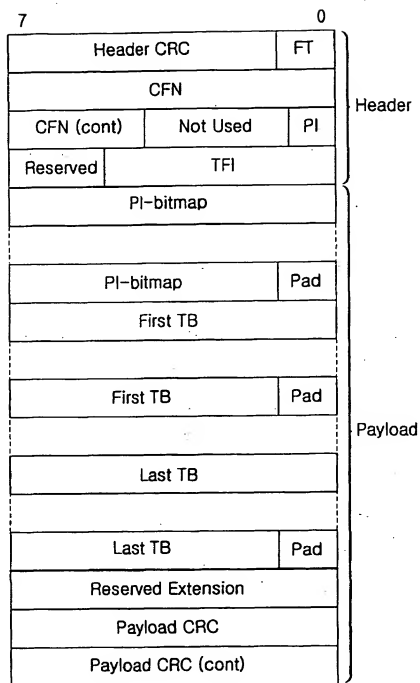 7 0
Header CRC FT
CFN
CFN (cont) Not Used PI
Header
Reserved TFI
PI-bitmap
PI-bitmap Pad
First TB
First TB Pad
Payload
Last TB
Last TB Pad
Reserved Extension
Payload CRC
Payload CRC (cont)